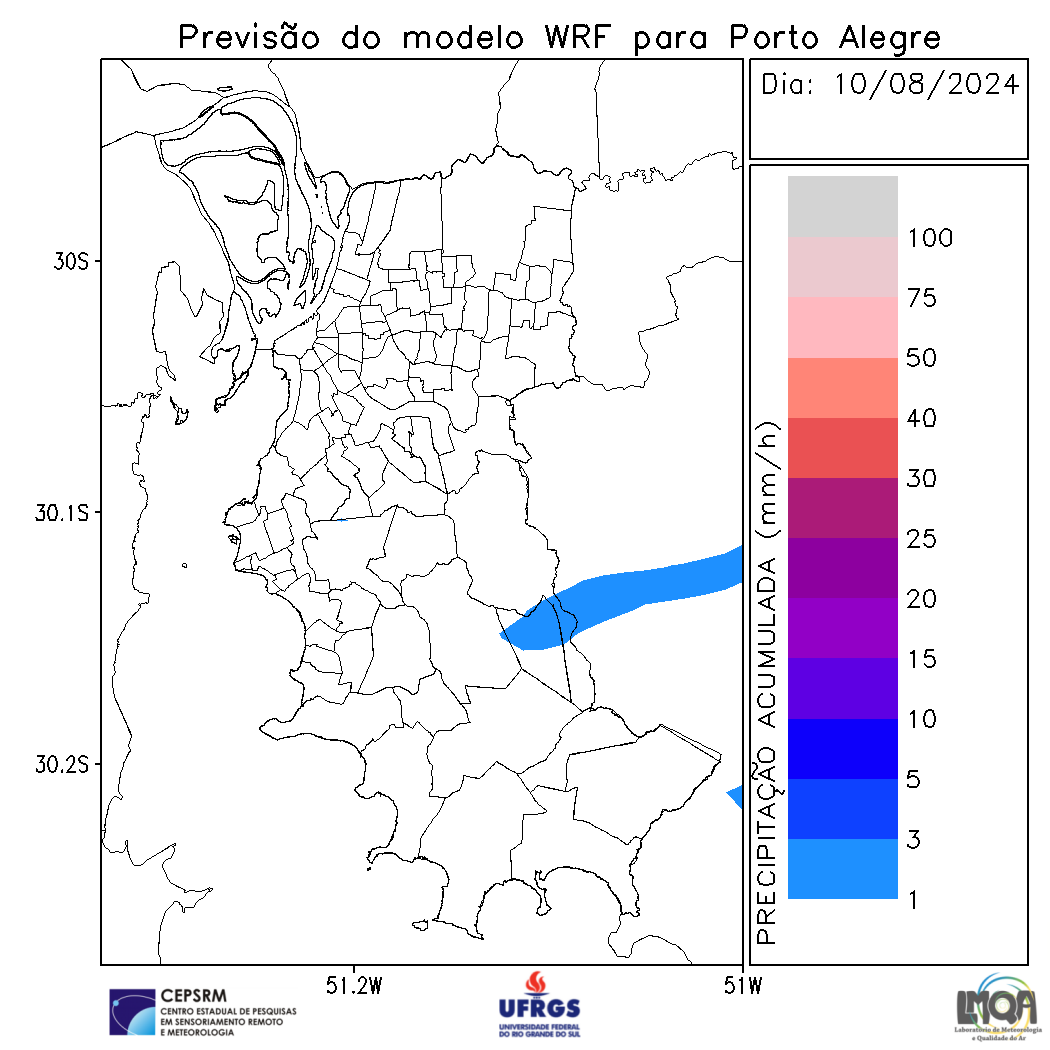 Previsão do modelo WRF para Porto Alegre
Dia: 10/08/2024
30S
30.1S
30.2S
51.2W
51W
PRECIPITAÇÃO ACUMULADA (mm/h)
100
75
50
40
30
25
20
15
10
5
3
1
CEPSRM
CENTRO ESTADUAL DE PESQUISAS
EM SENSORIAMENTO REMOTO
E METEOROLOGIA
UFRGS
UNIVERSIDADE FEDERAL
DO RIO GRANDE DO SUL
LMQA
Laboratório de Meteorologia
e Qualidade do Ar